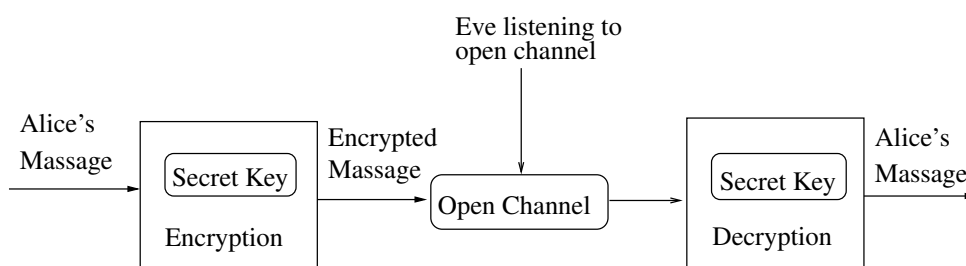 Eve listening to
open channel
Alice's
Massage
Secret Key
Encryption
Encrypted
Massage
Open Channel
Secret Key
Decryption
Alice's
Massage